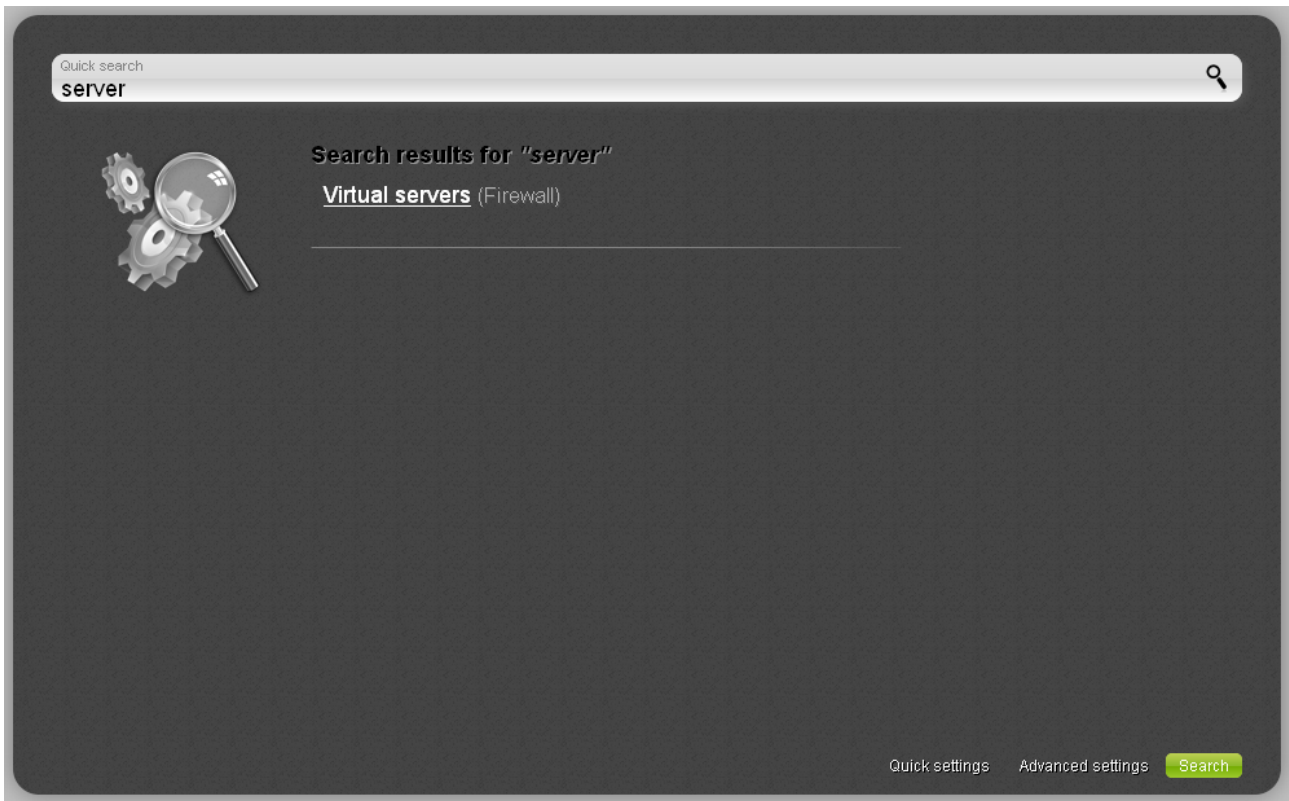 Quick search
server
Search results for "server"
Virtual servers (Firewall)
Quick settings Advanced settings Search